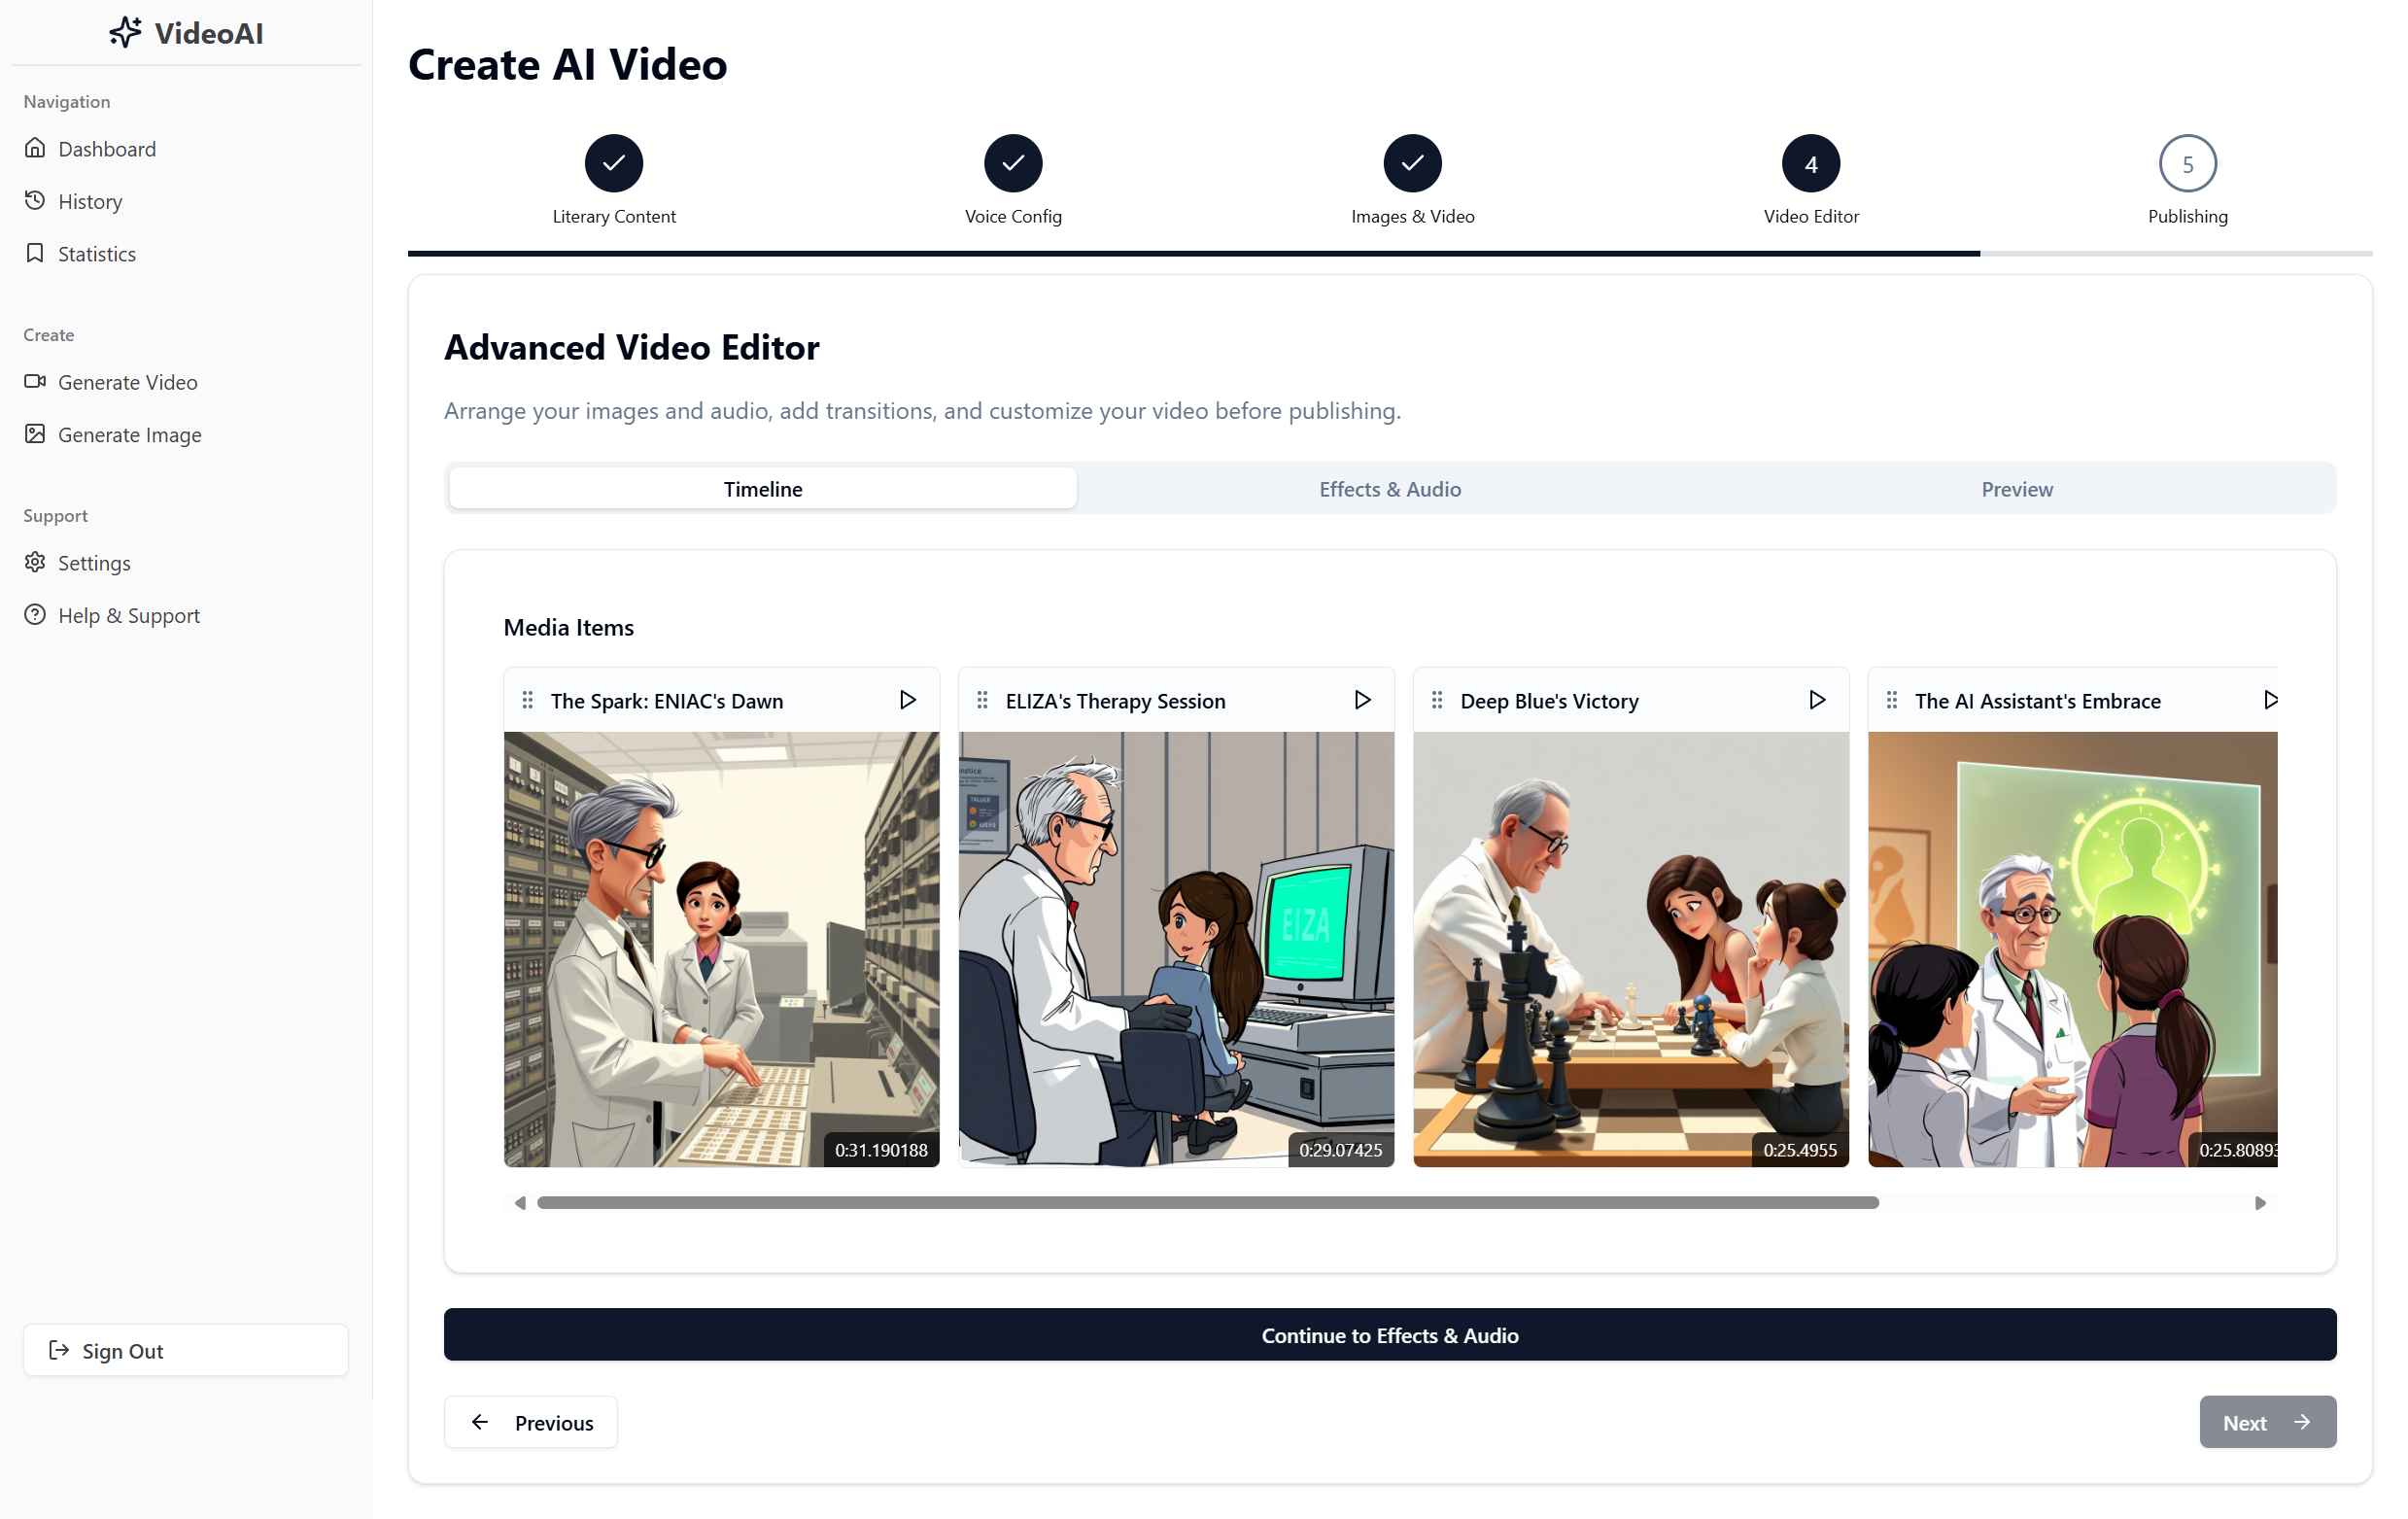 VideoAI
Navigation
Dashboard
History
Statistics
Create
Generate Video
Generate Image
Support
Settings
Help & Support
Sign Out
Create AI Video
4
5
Literary Content
Voice Config
Images & Video
Video Editor
Publishing
Advanced Video Editor
Arrange your images and audio, add transitions, and customize your video before publishing.
Timeline
Effects & Audio
Preview
Media Items
The Spark: ENIAC's Dawn
0:31.190188
ELIZA's Therapy Session
EIZA
0:29.07425
Deep Blue's Victory
0:25.4955
The AI Assistant's Embrace
0:25.80893
Continue to Effects & Audio
Previous
Next